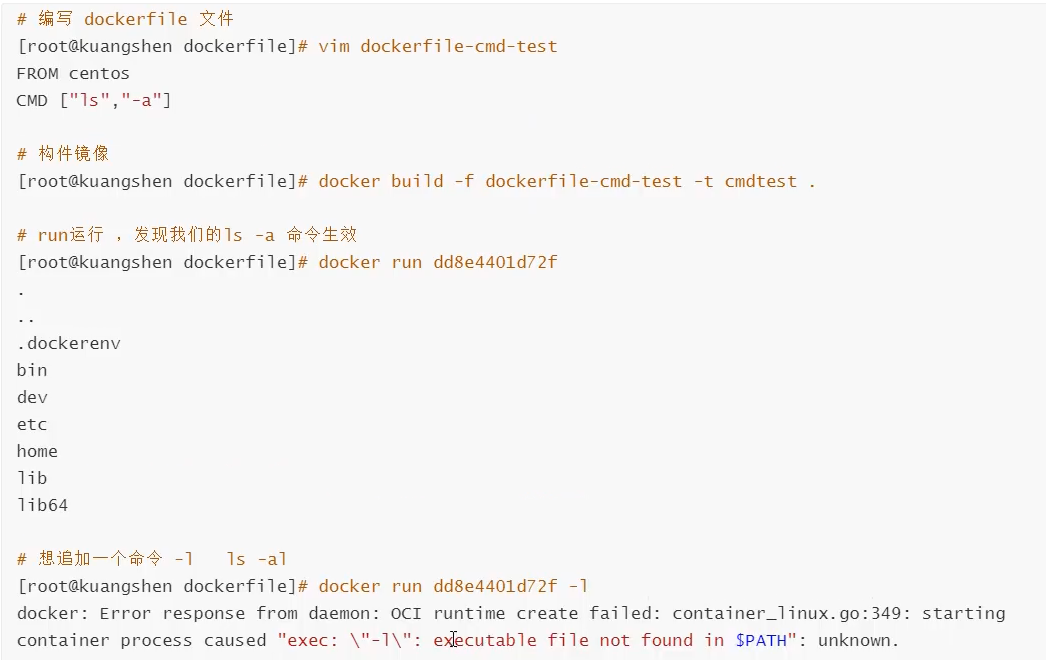 # 编写 dockerfile 文件
[root@kuangshen dockerfile]# vim dockerfile-cmd-test
FROM centos
CMD ["ls","-a"]
# 构件镜像
[root@kuangshen dockerfile]# docker build -f dockerfile-cmd-test -t cmdtest .
# run运行 ，发现我们的ls -a 命令生效
[root@kuangshen dockerfile]# docker run dd8e4401d72f
.
..
.dockerenv
bin
dev
etc
home
lib
lib64
# 想追加一个命令 -l   ls -al
[root@kuangshen dockerfile]# docker run dd8e4401d72f -l
docker: Error response from daemon: OCI runtime create failed: container_linux.go:349: starting
container process caused "exec: \"-l\": executable file not found in $PATH": unknown.